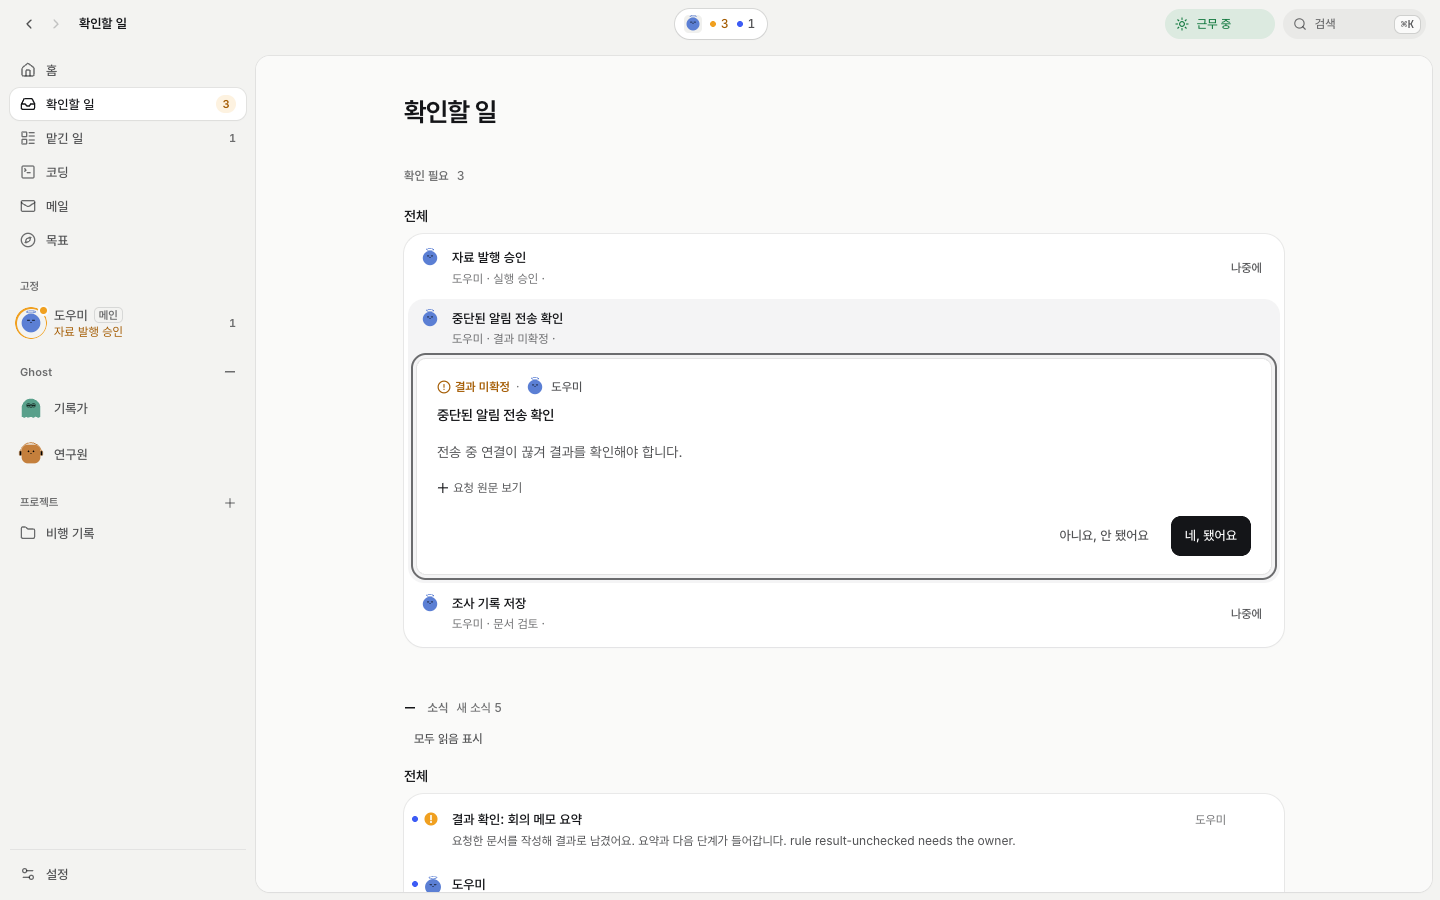 확인할 일
3 1
근무 중
검색 ⌘K
홈
확인할 일 3
맡긴 일 1
코딩
메일
목표
고정
도우미 메인
자료 발행 승인
1
Ghost
기록가
연구원
프로젝트
비행 기록
설정
확인할 일
확인 필요 3
전체
자료 발행 승인
도우미 · 실행 승인 ·
나중에
중단된 알림 전송 확인
도우미 · 결과 미확정 ·
결과 미확정 · 도우미
중단된 알림 전송 확인
전송 중 연결이 끊겨 결과를 확인해야 합니다.
요청 원문 보기
아니요, 안 됐어요 네, 됐어요
조사 기록 저장
도우미 · 문서 검토 ·
나중에
소식 새 소식 5
모두 읽음 표시
전체
결과 확인: 회의 메모 요약 도우미
요청한 문서를 작성해 결과로 남겼어요. 요약과 다음 단계가 들어갑니다. rule result-unchecked needs the owner.
도우미